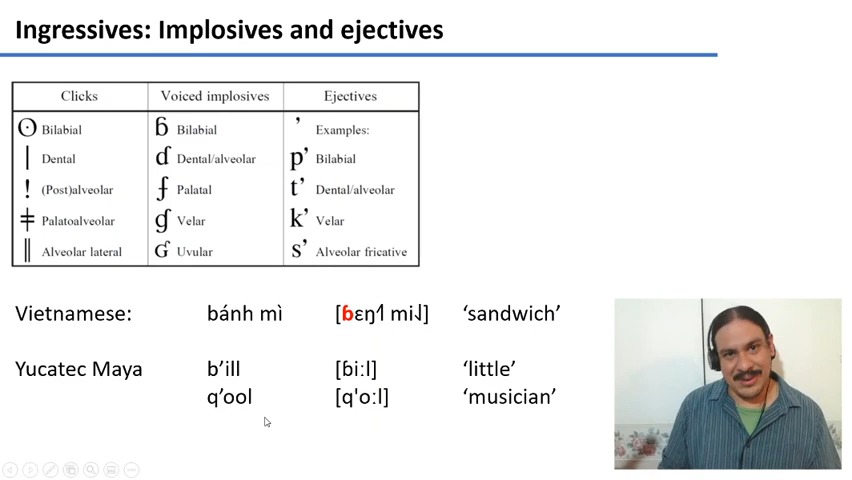 Ingressives: Implosives and ejectives
Clicks Voiced implosives Ejectives
ʘ Bilabial ɓ Bilabial ʼ Examples:
ǀ Dental ɗ Dental/alveolar pʼ Bilabial
ǃ (Post)alveolar ʄ Palatal tʼ Dental/alveolar
ǂ Palatoalveolar ɠ Velar kʼ Velar
ǁ Alveolar lateral ʛ Uvular sʼ Alveolar fricative
Vietnamese: bánh mì [ɓɛŋ˧˥ mi˨˩] ‘sandwich’
Yucatec Maya b’ill [ɓiːl] ‘little’
q’ool [q'oːl] ‘musician’